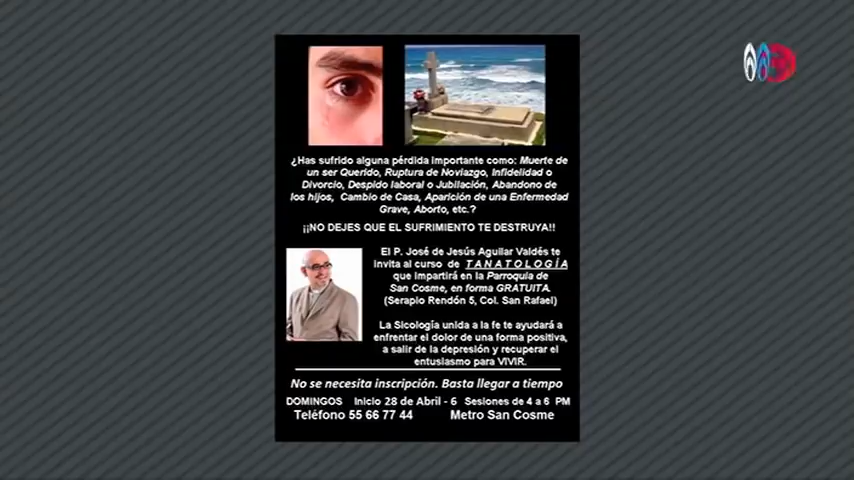 ¿Has sufrido alguna pérdida importante como: Muerte de
un ser Querido, Ruptura de Noviazgo, Infidelidad o
Divorcio, Despido laboral o Jubilación, Abandono de
los hijos, Cambio de Casa, Aparición de una Enfermedad
Grave, Aborto, etc.?
¡¡NO DEJES QUE EL SUFRIMIENTO TE DESTRUYA!!
El P. José de Jesús Aguilar Valdés te
invita al curso de TANATOLOGÍA
que impartirá en la Parroquia de
San Cosme, en forma GRATUITA.
(Serapio Rendón 5, Col. San Rafael)
La Sicología unida a la fe te ayudará a
enfrentar el dolor de una forma positiva,
a salir de la depresión y recuperar el
entusiasmo para VIVIR.
No se necesita inscripción. Basta llegar a tiempo
DOMINGOS Inicio 28 de Abril - 6 Sesiones de 4 a 6 PM
Teléfono 55 66 77 44 Metro San Cosme